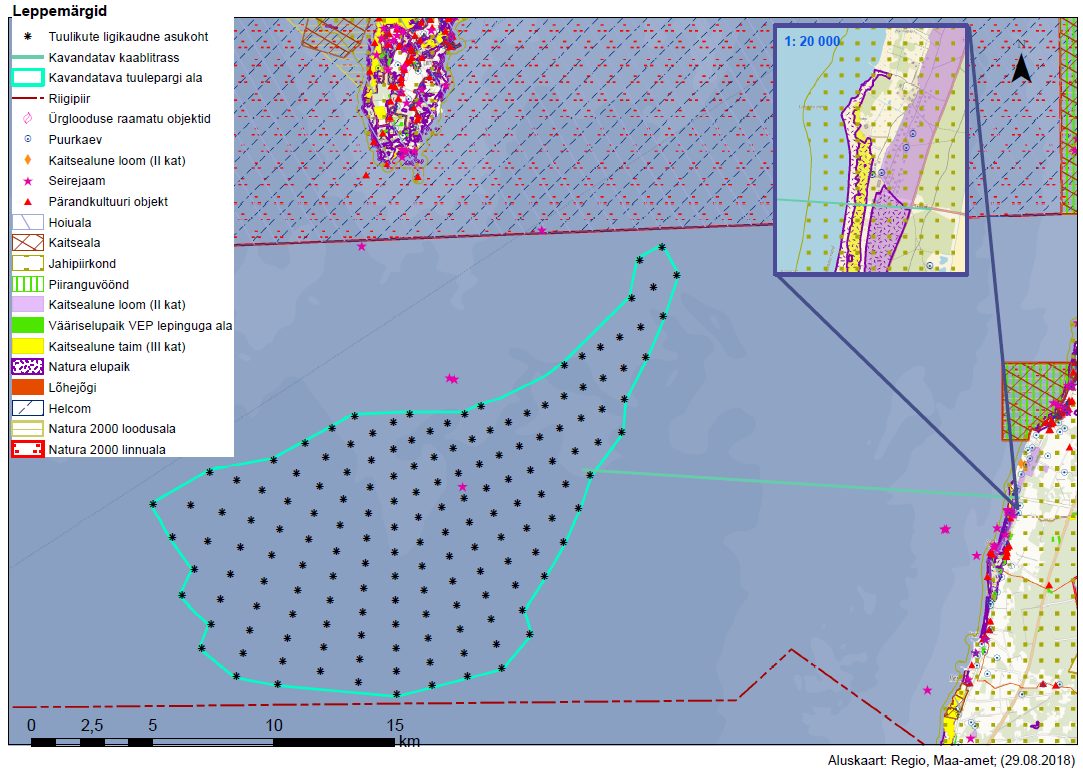 Leppemärgid
Tuulikute ligikaudne asukoht
Kavandatav kaablitrass
Kavandatava tuulepargi ala
Riigipiir
Ürglooduse raamatu objektid
Puurkaev
Kaitsealune loom (II kat)
Seirejaam
Pärandkultuuri objekt
Hoiuala
Kaitseala
Jahipiirkond
Piiranguvöönd
Kaitsealune loom (II kat)
Vääriselupaik VEP lepinguga ala
Kaitsealune taim (III kat)
Natura elupaik
Lõhejõgi
Helcom
Natura 2000 loodusala
Natura 2000 linnuala
1: 20 000
0 2,5 5 10 15
km
Aluskaart: Regio, Maa-amet; (29.08.2018)